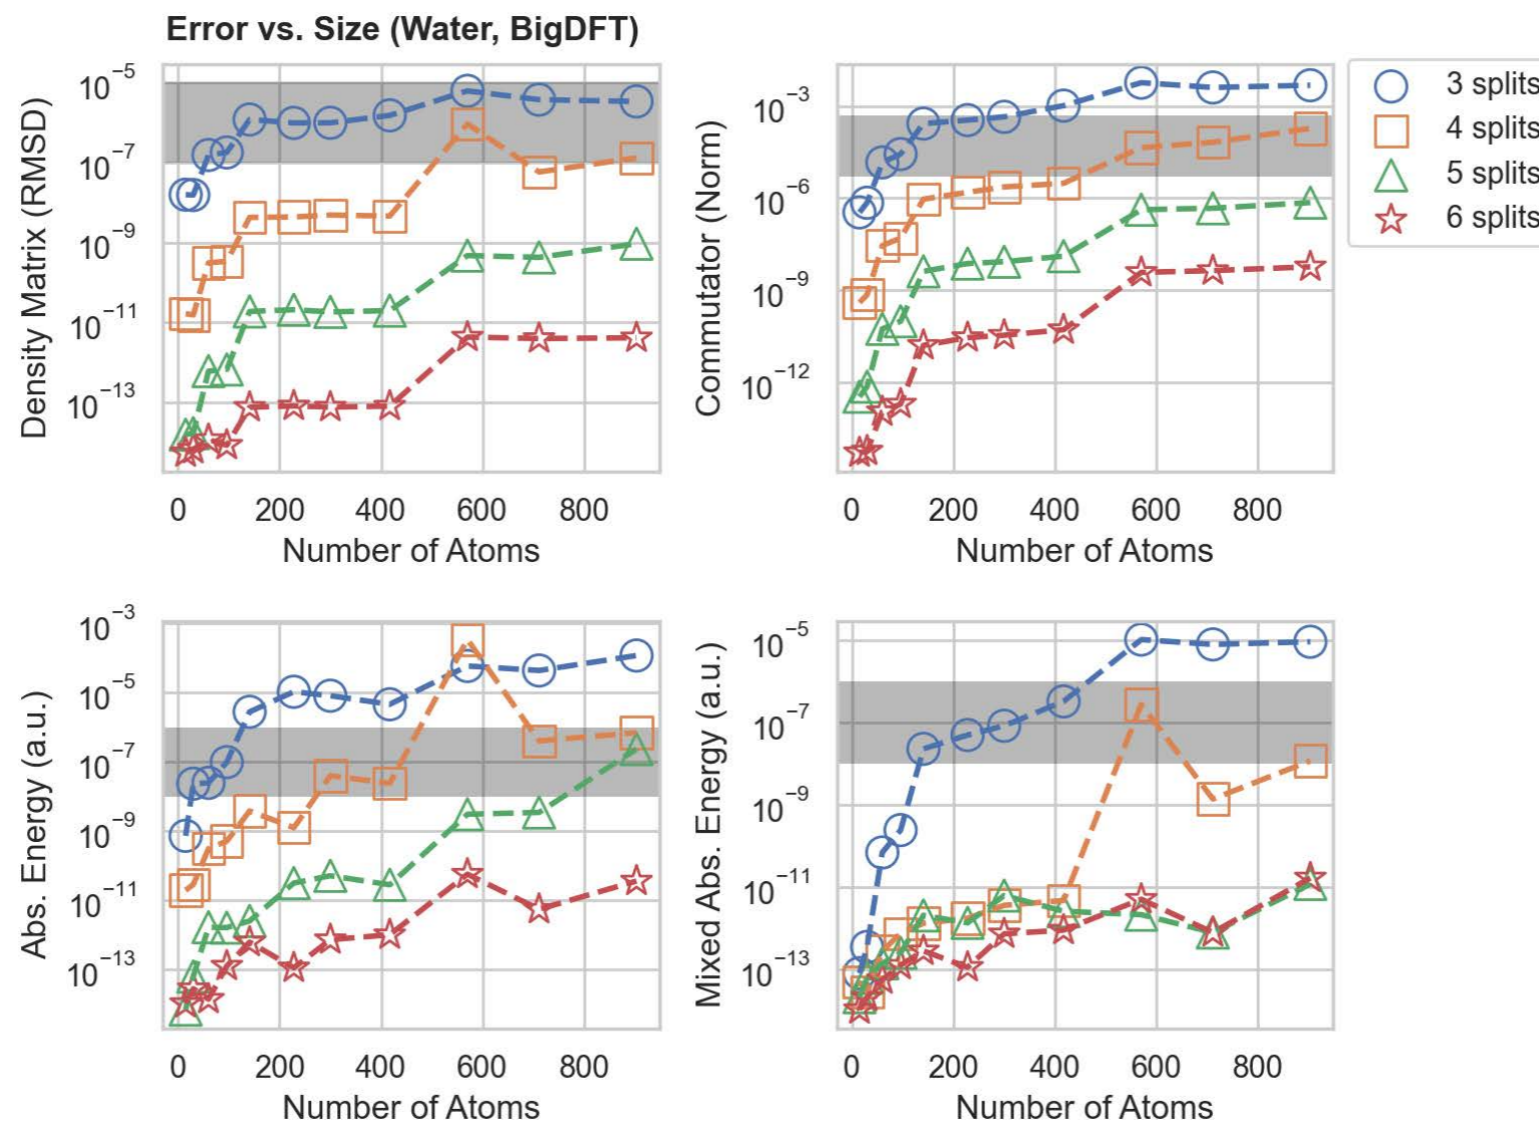 Error vs. Size (Water, BigDFT)
Density Matrix (RMSD)
10⁻⁵
10⁻⁷
10⁻⁹
10⁻¹¹
10⁻¹³
0 200 400 600 800
Number of Atoms
Commutator (Norm)
10⁻³
10⁻⁶
10⁻⁹
10⁻¹²
0 200 400 600 800
Number of Atoms
3 splits
4 splits
5 splits
6 splits
Abs. Energy (a.u.)
10⁻³
10⁻⁵
10⁻⁷
10⁻⁹
10⁻¹¹
10⁻¹³
0 200 400 600 800
Number of Atoms
Mixed Abs. Energy (a.u.)
10⁻⁵
10⁻⁷
10⁻⁹
10⁻¹¹
10⁻¹³
0 200 400 600 800
Number of Atoms